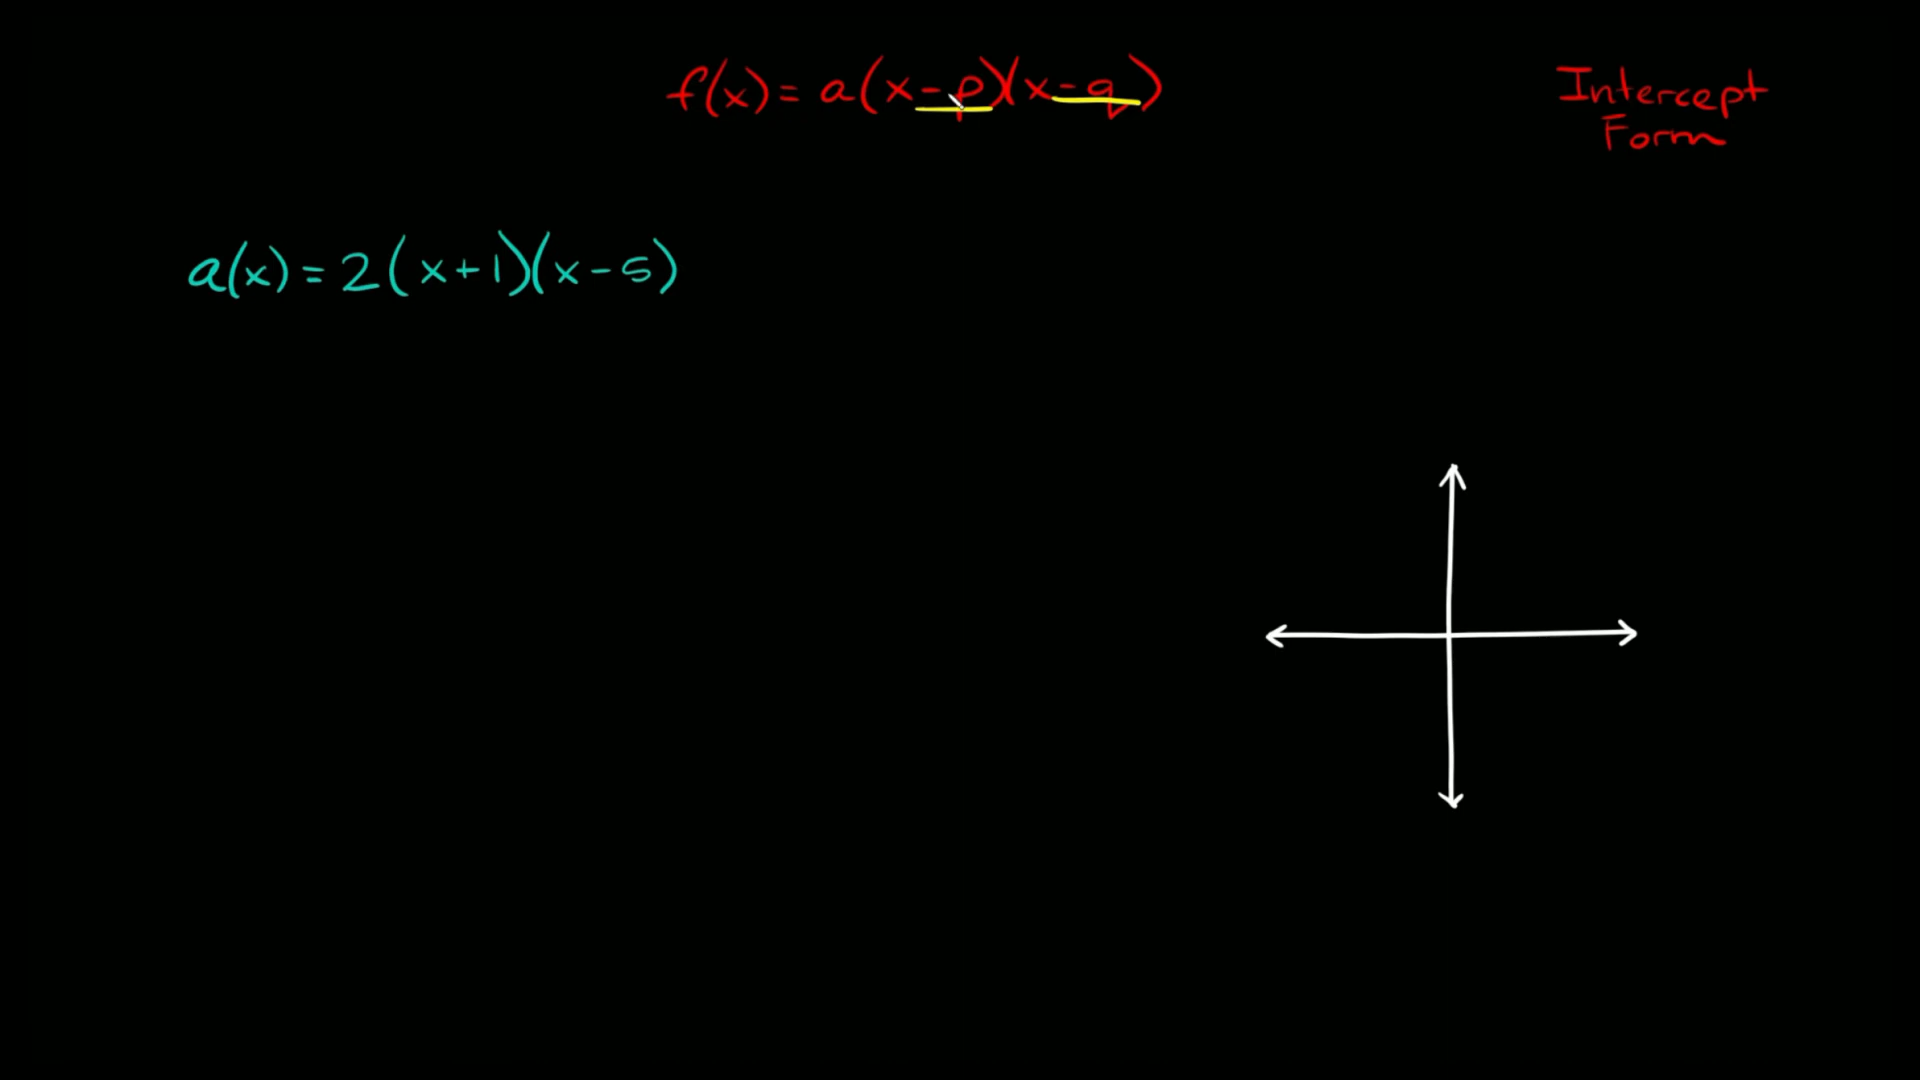 f(x) = a(x-p)(x-q)
Intercept
Form
a(x) = 2(x+1)(x-5)